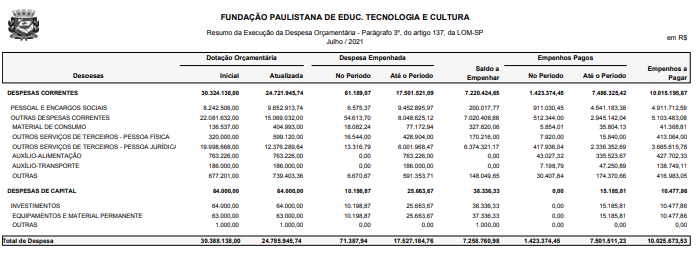 FUNDAÇÃO PAULISTANA DE EDUC. TECNOLOGIA E CULTURA
Resumo da Execução da Despesa Orçamentária - Parágrafo 3º, do artigo 137, da LOM-SP
Julho / 2021
em R$
Dotação Orçamentária Despesa Empenhada Saldo a Empenhar Empenhos Pagos Empenhos a Pagar
Despesas Inicial Atualizada No Período Até o Período No Período Até o Período
DESPESAS CORRENTES 30.324.138,00 24.721.945,74 61.189,07 17.501.521,09 7.220.424,65 1.423.374,45 7.486.325,42 10.015.195,67
PESSOAL E ENCARGOS SOCIAIS 8.242.506,00 9.652.913,74 6.575,37 9.452.895,97 200.017,77 911.030,45 4.541.183,38 4.911.712,59
OUTRAS DESPESAS CORRENTES 22.081.632,00 15.069.032,00 54.613,70 8.048.625,12 7.020.406,88 512.344,00 2.945.142,04 5.103.483,08
MATERIAL DE CONSUMO 136.537,00 404.993,00 18.082,24 77.172,94 327.820,06 5.854,01 35.804,13 41.368,81
OUTROS SERVIÇOS DE TERCEIROS - PESSOA FÍSICA 320.000,00 599.120,00 16.544,00 428.904,00 170.216,00 7.920,00 15.840,00 413.064,00
OUTROS SERVIÇOS DE TERCEIROS - PESSOA JURÍDICA 19.998.668,00 12.376.289,64 13.316,79 6.001.968,47 6.374.321,17 417.936,04 2.336.352,69 3.665.615,78
AUXÍLIO-ALIMENTAÇÃO 763.226,00 763.226,00 0,00 763.226,00 0,00 43.027,32 335.523,67 427.702,33
AUXÍLIO-TRANSPORTE 186.000,00 186.000,00 0,00 186.000,00 0,00 7.198,79 47.250,89 138.749,11
OUTRAS 677.201,00 739.403,36 6.670,67 591.353,71 148.049,65 30.407,84 174.370,66 416.983,05
DESPESAS DE CAPITAL 64.000,00 64.000,00 10.198,87 25.663,67 38.336,33 0,00 15.185,81 10.477,86
INVESTIMENTOS 64.000,00 64.000,00 10.198,87 25.663,67 38.336,33 0,00 15.185,81 10.477,86
EQUIPAMENTOS E MATERIAL PERMANENTE 63.000,00 63.000,00 10.198,87 25.663,67 37.336,33 0,00 15.185,81 10.477,86
OUTRAS 1.000,00 1.000,00 0,00 0,00 1.000,00 0,00 0,00 0,00
Total de Despesa 30.388.138,00 24.785.945,74 71.387,94 17.527.184,76 7.258.760,98 1.423.374,45 7.501.511,23 10.025.673,53